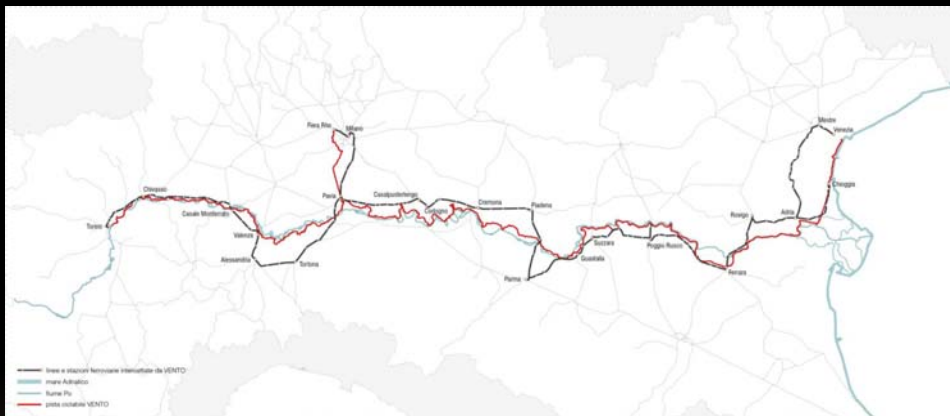 Fiera Rho
Milano
Mestre
Venezia
Chivasso
Pavia
Casalpusterlengo
Codogno
Cremona
Piadena
Chioggia
Casale Monferrato
Torino
Valenza
Rovigo
Adria
Suzzara
Poggio Rusco
Guastalla
Alessandria
Tortona
Parma
Ferrara
linee e stazioni ferroviarie intercettate da VENTO
mare Adriatico
fiume Po
pista ciclabile VENTO